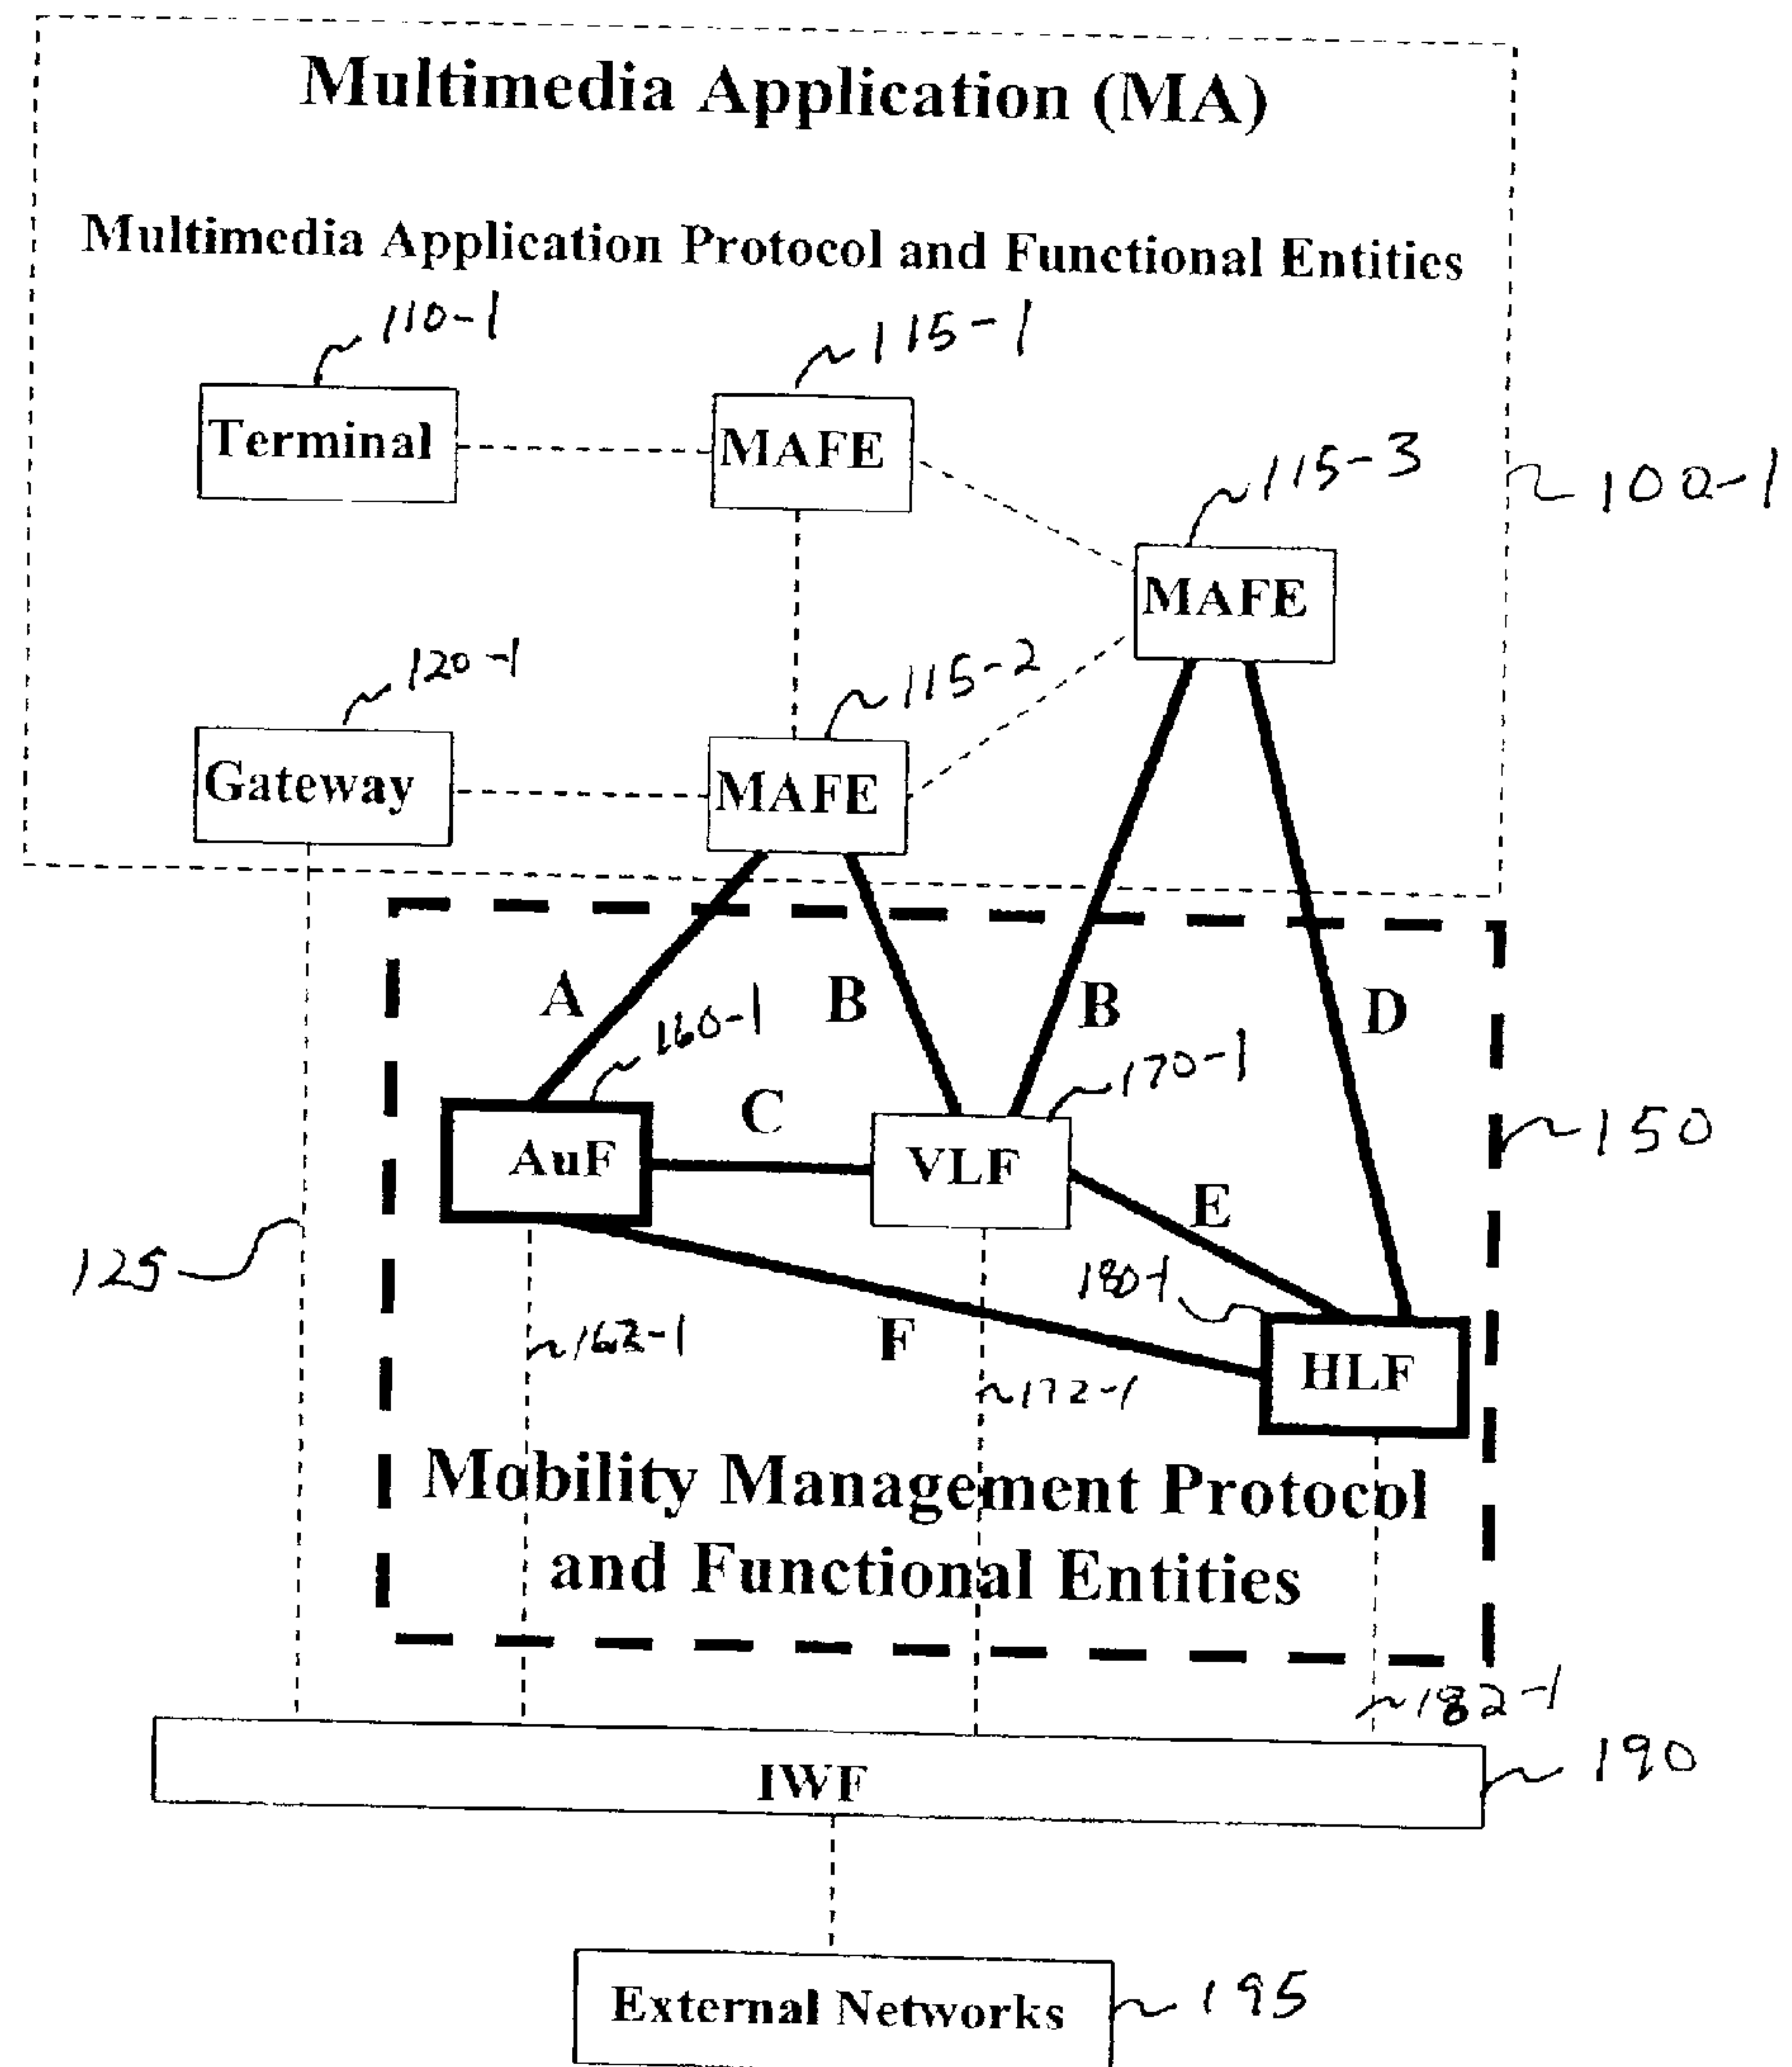 Multimedia Application (MA)
Multimedia Application Protocol and Functional Entities
110-1
115-1
Terminal
MAFE
115-3
100-1
MAFE
120-1
115-2
Gateway
MAFE
A
B
B
D
160-1
170-1
C
150
AuF
VLF
E
125
180-1
162-1
F
HLF
172-1
Mobility Management Protocol
and Functional Entities
182-1
190
IWF
External Networks
195